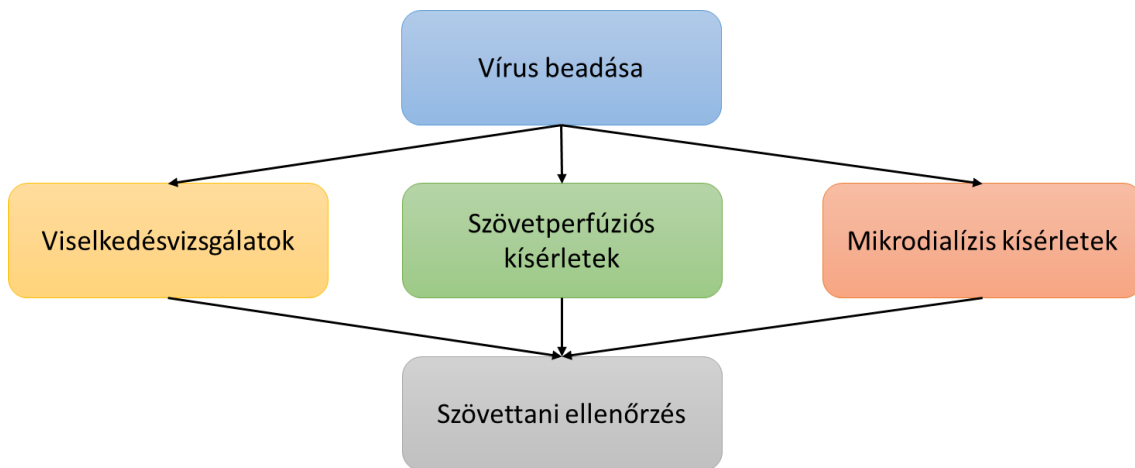 Vírus beadása
Viselkedésvizsgálatok
Szövetperfúziós
kísérletek
Mikrodialízis kísérletek
Szövettani ellenőrzés